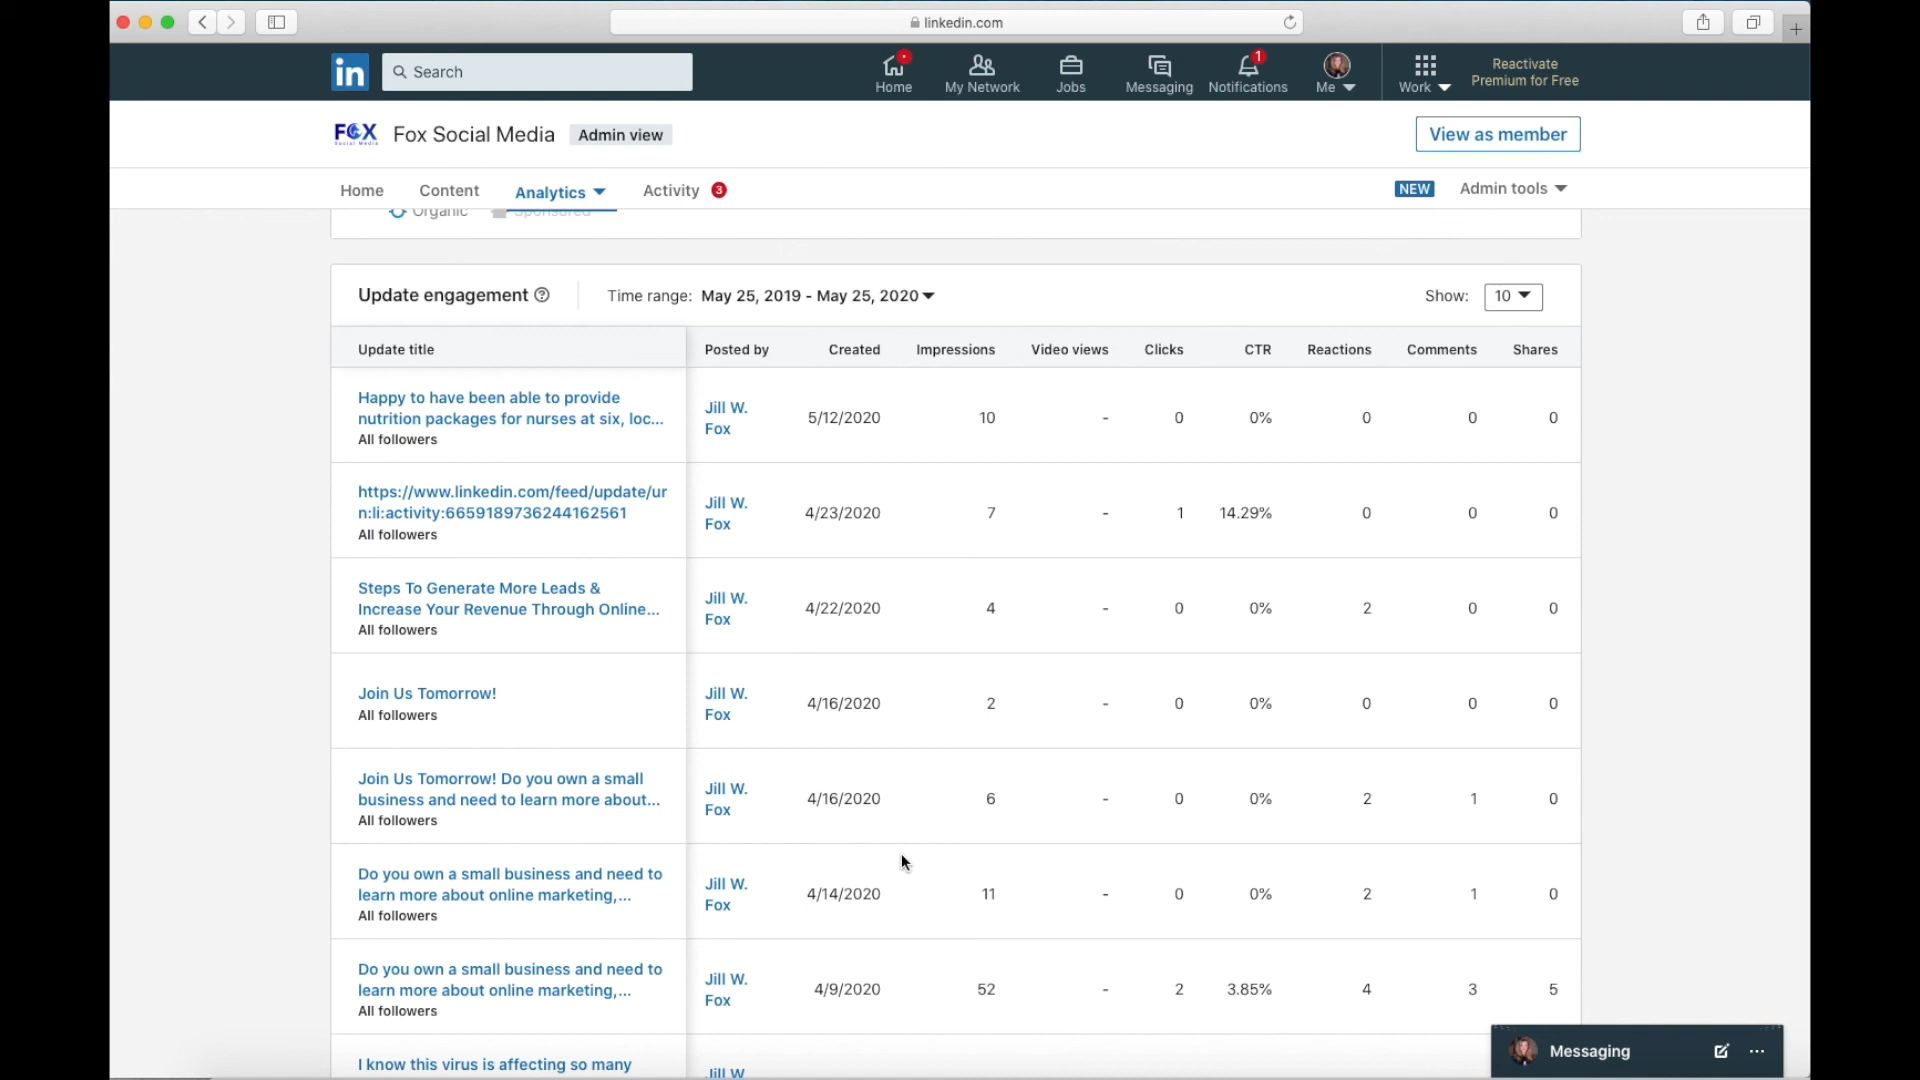 linkedin.com
in
Search
Home
My Network
Jobs
Messaging
1
Notifications
Me
Work
Reactivate
Premium for Free
FOX
Social Media
Fox Social Media
Admin view
View as member
Home
Content
Analytics
Activity
3
NEW
Admin tools
Organic
Sponsored
Update engagement
Time range: May 25, 2019 - May 25, 2020
Show: 10
Update title Posted by Created Impressions Video views Clicks CTR Reactions Comments Shares
Happy to have been able to provide
nutrition packages for nurses at six, loc...
All followers
Jill W.
Fox
5/12/2020 10 - 0 0% 0 0 0
https://www.linkedin.com/feed/update/ur
n:li:activity:6659189736244162561
All followers
Jill W.
Fox
4/23/2020 7 - 1 14.29% 0 0 0
Steps To Generate More Leads &
Increase Your Revenue Through Online...
All followers
Jill W.
Fox
4/22/2020 4 - 0 0% 2 0 0
Join Us Tomorrow!
All followers
Jill W.
Fox
4/16/2020 2 - 0 0% 0 0 0
Join Us Tomorrow! Do you own a small
business and need to learn more about...
All followers
Jill W.
Fox
4/16/2020 6 - 0 0% 2 1 0
Do you own a small business and need to
learn more about online marketing,...
All followers
Jill W.
Fox
4/14/2020 11 - 0 0% 2 1 0
Do you own a small business and need to
learn more about online marketing,...
All followers
Jill W.
Fox
4/9/2020 52 - 2 3.85% 4 3 5
I know this virus is affecting so many
Jill W
Messaging